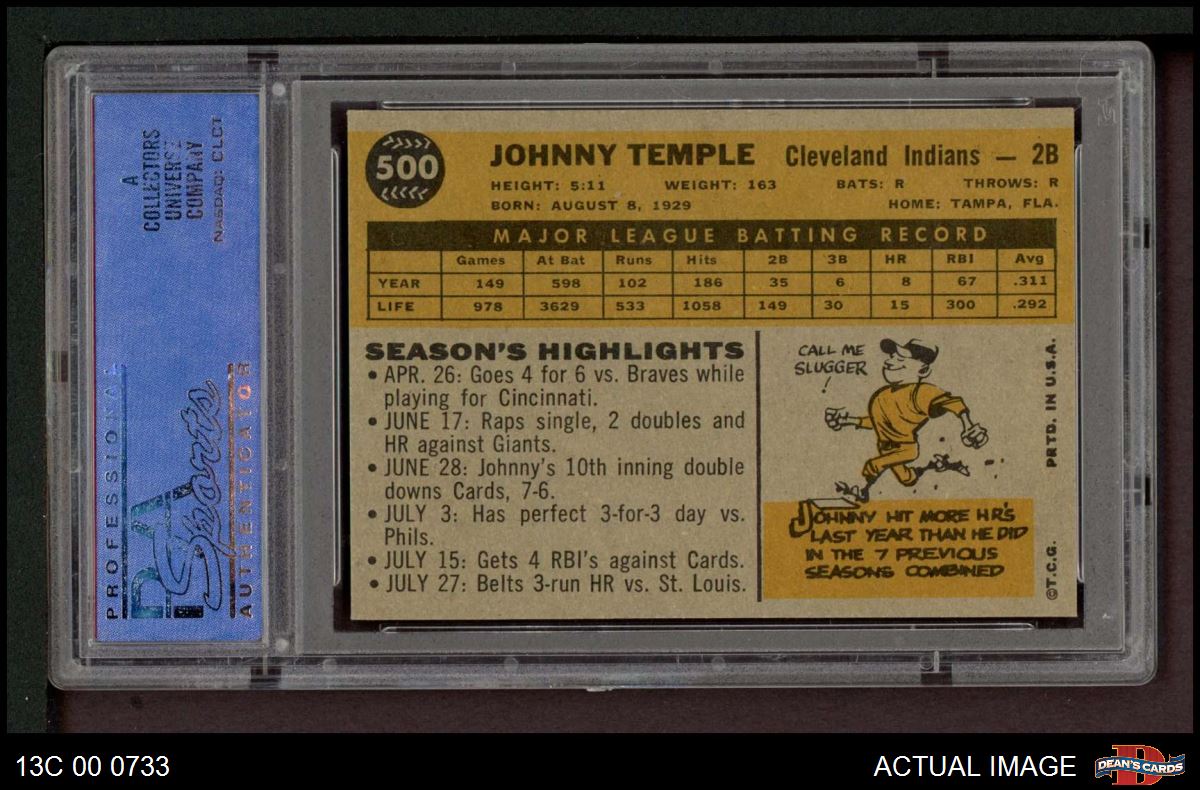 A
COLLECTORS
UNIVERSE
COMPANY
NASDAQ: CLCT
PROFESSIONAL
PSA
Sports
AUTHENTICATOR
500
JOHNNY TEMPLE Cleveland Indians — 2B
HEIGHT: 5:11 WEIGHT: 163 BATS: R THROWS: R
BORN: AUGUST 8, 1929 HOME: TAMPA, FLA.
MAJOR LEAGUE BATTING RECORD
Games At Bat Runs Hits 2B 3B HR RBI Avg
YEAR 149 598 102 186 35 6 8 67 .311
LIFE 978 3629 533 1058 149 30 15 300 .292
SEASON'S HIGHLIGHTS
• APR. 26: Goes 4 for 6 vs. Braves while
playing for Cincinnati.
• JUNE 17: Raps single, 2 doubles and
HR against Giants.
• JUNE 28: Johnny's 10th inning double
downs Cards, 7-6.
• JULY 3: Has perfect 3-for-3 day vs.
Phils.
• JULY 15: Gets 4 RBI's against Cards.
• JULY 27: Belts 3-run HR vs. St. Louis.
CALL ME
SLUGGER
!
JOHNNY HIT MORE HR'S
LAST YEAR THAN HE DID
IN THE 7 PREVIOUS
SEASONS COMBINED
©T.C.G. PRTD. IN U.S.A.
13C 00 0733
ACTUAL IMAGE
D
DEAN'S CARDS